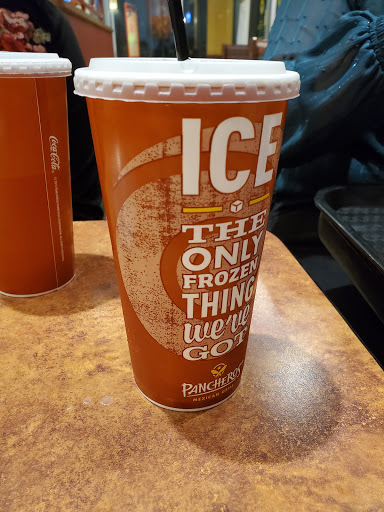 ICE
THE
ONLY
FROZEN
THING
we've
GOT
PANCHEROS
MEXICAN GRILL
Coca-Cola